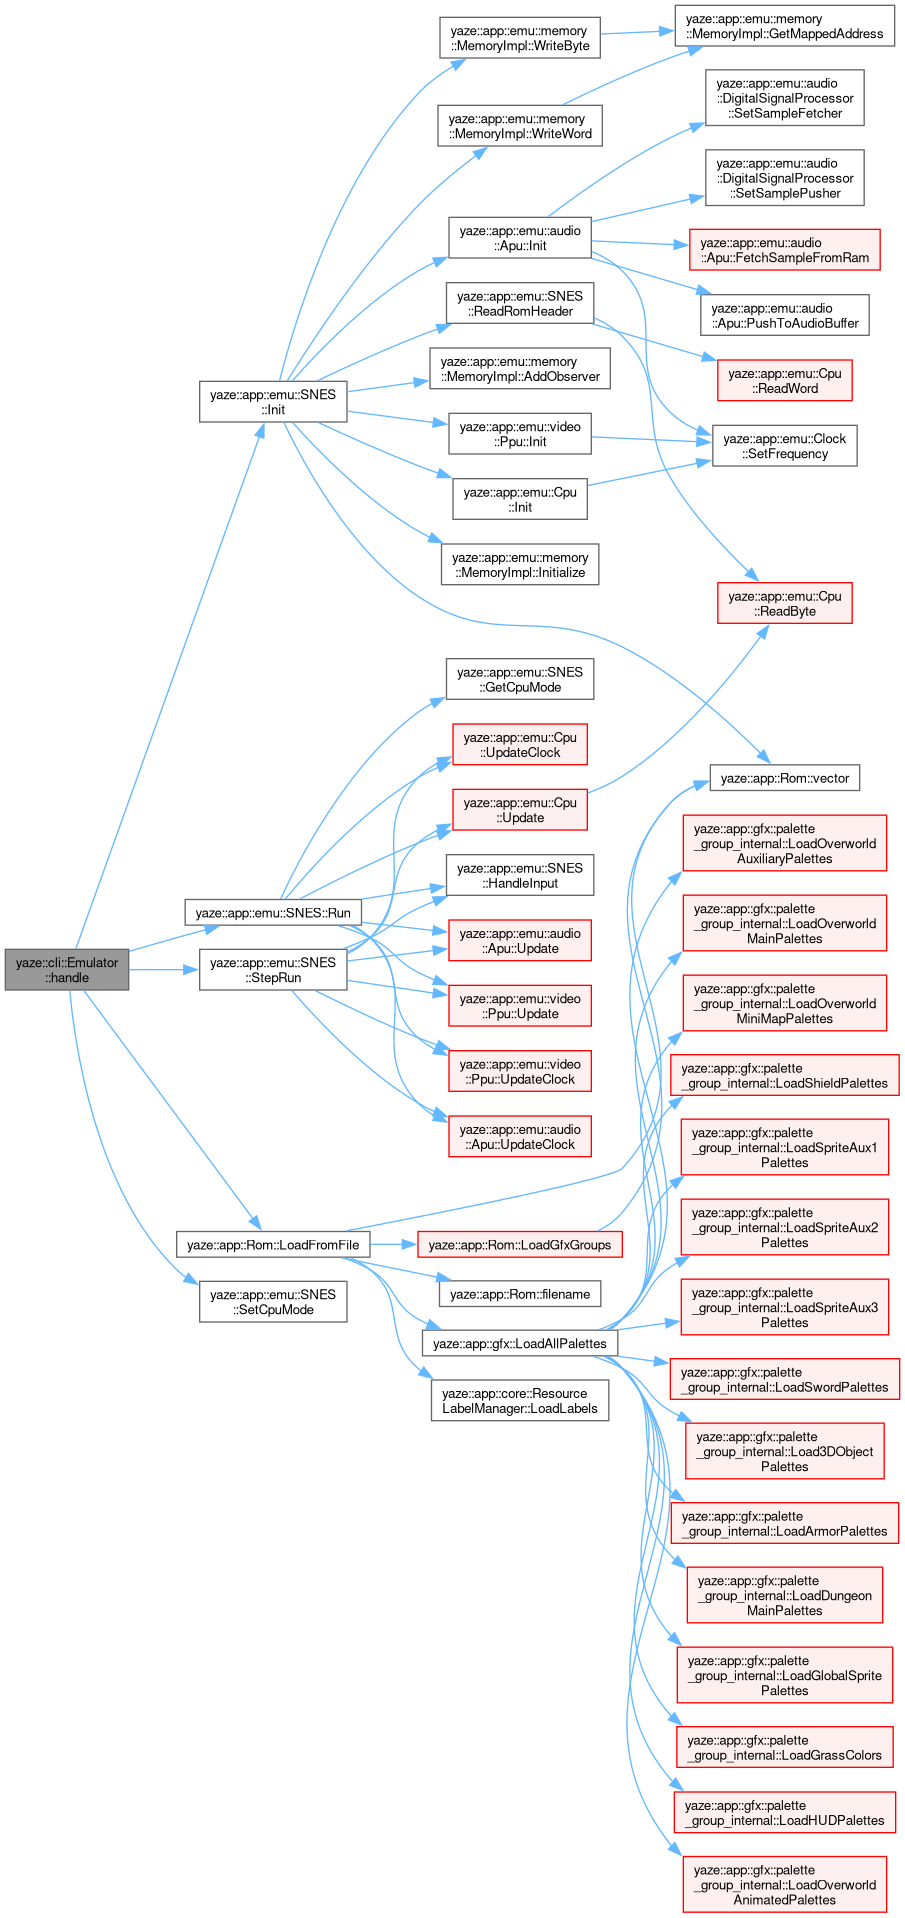 yaze::cli::Emulator
::handle
yaze::app::emu::SNES
::Init
yaze::app::emu::SNES::Run
yaze::app::emu::SNES
::StepRun
yaze::app::Rom::LoadFromFile
yaze::app::emu::SNES
::SetCpuMode
yaze::app::emu::memory
::MemoryImpl::WriteByte
yaze::app::emu::memory
::MemoryImpl::WriteWord
yaze::app::emu::audio
::Apu::Init
yaze::app::emu::SNES
::ReadRomHeader
yaze::app::emu::memory
::MemoryImpl::AddObserver
yaze::app::emu::video
::Ppu::Init
yaze::app::emu::Cpu
::Init
yaze::app::emu::memory
::MemoryImpl::Initialize
yaze::app::emu::SNES
::GetCpuMode
yaze::app::emu::Cpu
::UpdateClock
yaze::app::emu::Cpu
::Update
yaze::app::emu::SNES
::HandleInput
yaze::app::emu::audio
::Apu::Update
yaze::app::emu::video
::Ppu::Update
yaze::app::emu::video
::Ppu::UpdateClock
yaze::app::emu::audio
::Apu::UpdateClock
yaze::app::Rom::LoadGfxGroups
yaze::app::Rom::filename
yaze::app::gfx::LoadAllPalettes
yaze::app::core::Resource
LabelManager::LoadLabels
yaze::app::emu::memory
::MemoryImpl::GetMappedAddress
yaze::app::emu::audio
::DigitalSignalProcessor
::SetSampleFetcher
yaze::app::emu::audio
::DigitalSignalProcessor
::SetSamplePusher
yaze::app::emu::audio
::Apu::FetchSampleFromRam
yaze::app::emu::audio
::Apu::PushToAudioBuffer
yaze::app::emu::Cpu
::ReadWord
yaze::app::emu::Clock
::SetFrequency
yaze::app::emu::Cpu
::ReadByte
yaze::app::Rom::vector
yaze::app::gfx::palette
_group_internal::LoadOverworld
AuxiliaryPalettes
yaze::app::gfx::palette
_group_internal::LoadOverworld
MainPalettes
yaze::app::gfx::palette
_group_internal::LoadOverworld
MiniMapPalettes
yaze::app::gfx::palette
_group_internal::LoadShieldPalettes
yaze::app::gfx::palette
_group_internal::LoadSpriteAux1
Palettes
yaze::app::gfx::palette
_group_internal::LoadSpriteAux2
Palettes
yaze::app::gfx::palette
_group_internal::LoadSpriteAux3
Palettes
yaze::app::gfx::palette
_group_internal::LoadSwordPalettes
yaze::app::gfx::palette
_group_internal::Load3DObject
Palettes
yaze::app::gfx::palette
_group_internal::LoadArmorPalettes
yaze::app::gfx::palette
_group_internal::LoadDungeon
MainPalettes
yaze::app::gfx::palette
_group_internal::LoadGlobalSprite
Palettes
yaze::app::gfx::palette
_group_internal::LoadGrassColors
yaze::app::gfx::palette
_group_internal::LoadHUDPalettes
yaze::app::gfx::palette
_group_internal::LoadOverworld
AnimatedPalettes